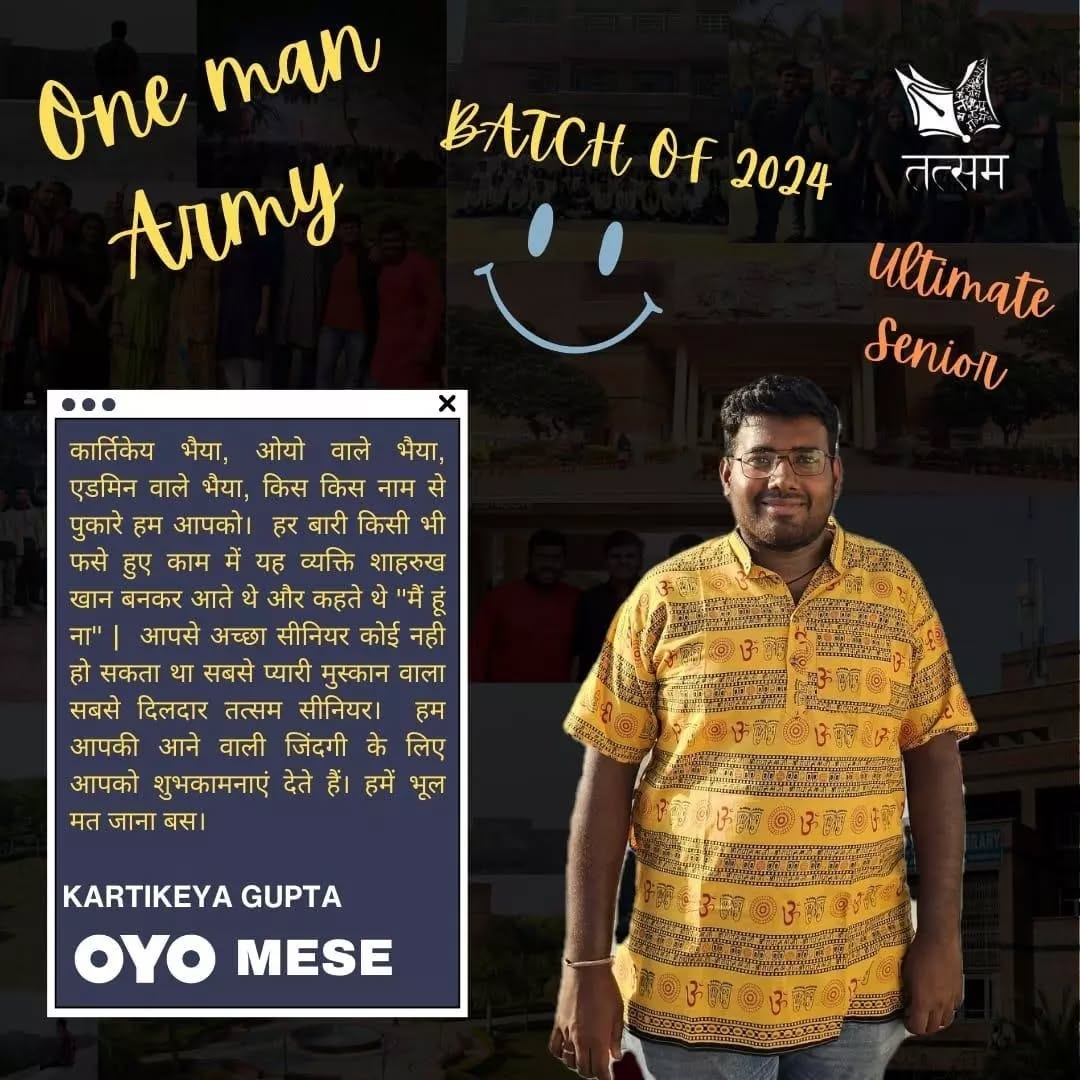 One man
Army
BATCH OF 2024
तत्सम
Ultimate
Senior
कार्तिकेय भैया, ओयो वाले भैया,
एडमिन वाले भैया, किस किस नाम से
पुकारे हम आपको। हर बारी किसी भी
फसे हुए काम में यह व्यक्ति शाहरुख
खान बनकर आते थे और कहते थे "मैं हूं
ना" | आपसे अच्छा सीनियर कोई नही
हो सकता था सबसे प्यारी मुस्कान वाला
सबसे दिलदार तत्सम सीनियर। हम
आपकी आने वाली जिंदगी के लिए
आपको शुभकामनाएं देते हैं। हमें भूल
मत जाना बस।
KARTIKEYA GUPTA
OYO MESE